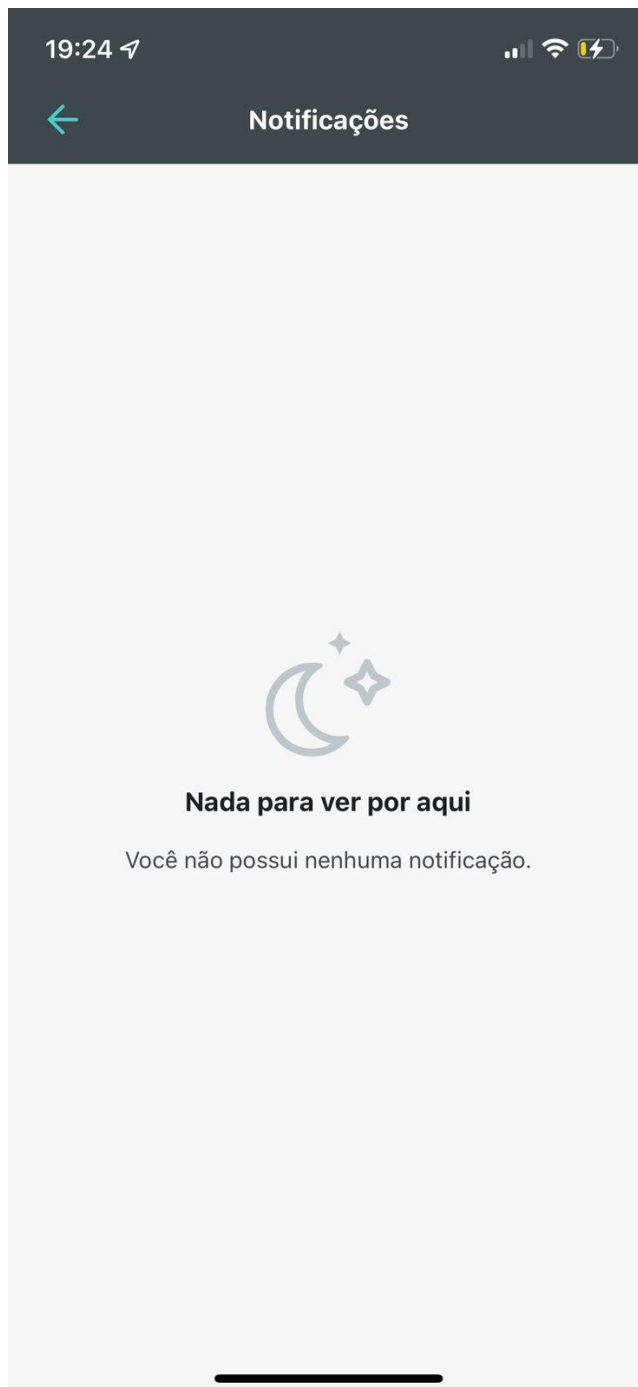 19:24
Notificações
Nada para ver por aqui
Você não possui nenhuma notificação.